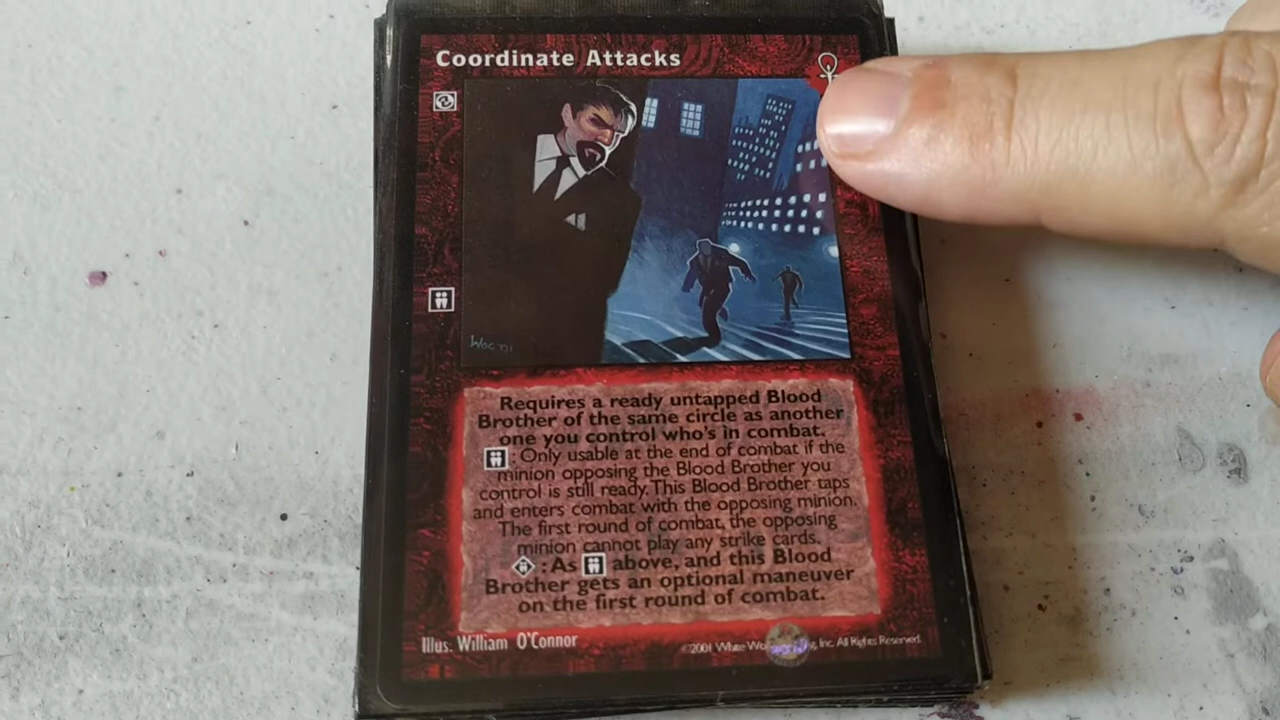 Coordinate Attacks
Requires a ready untapped Blood
Brother of the same circle as another
one you control who's in combat.
: Only usable at the end of combat if the
minion opposing the Blood Brother you
control is still ready. This Blood Brother taps
and enters combat with the opposing minion.
The first round of combat, the opposing
minion cannot play any strike cards.
: As above, and this Blood
Brother gets an optional maneuver
on the first round of combat.
Illus: William O'Connor
©2001 White Inc. All Rights Reserved.